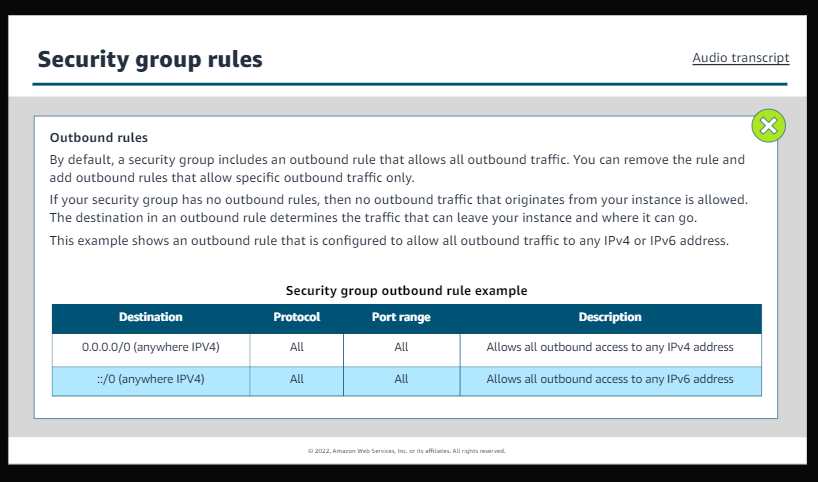 Security group rules
Audio transcript
Outbound rules
By default, a security group includes an outbound rule that allows all outbound traffic. You can remove the rule and
add outbound rules that allow specific outbound traffic only.
If your security group has no outbound rules, then no outbound traffic that originates from your instance is allowed.
The destination in an outbound rule determines the traffic that can leave your instance and where it can go.
This example shows an outbound rule that is configured to allow all outbound traffic to any IPv4 or IPv6 address.
Security group outbound rule example
Destination Protocol Port range Description
0.0.0.0/0 (anywhere IPV4) All All Allows all outbound access to any IPv4 address
::/0 (anywhere IPV4) All All Allows all outbound access to any IPv6 address
© 2022, Amazon Web Services, Inc. or its affiliates. All rights reserved.